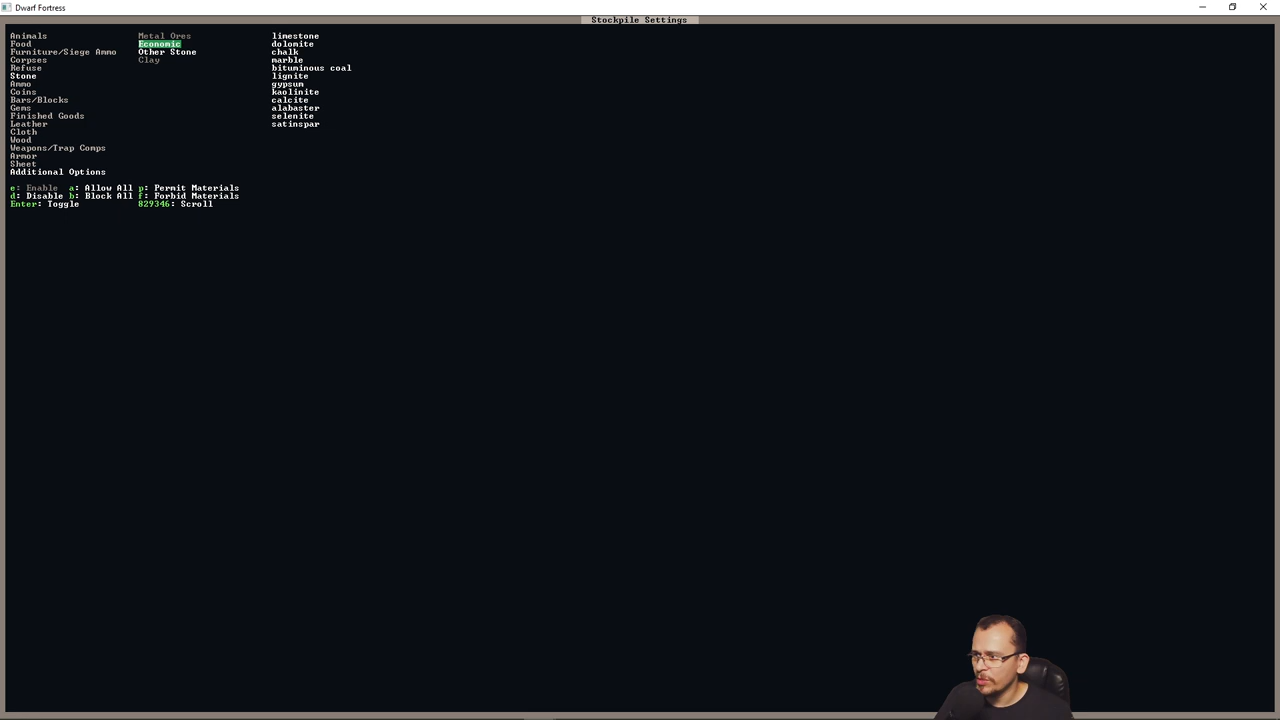 Dwarf Fortress
Stockpile Settings
Animals Metal Ores limestone
Food Economic dolomite
Furniture/Siege Ammo Other Stone chalk
Corpses Clay marble
Refuse bituminous coal
Stone lignite
Ammo gypsum
Coins kaolinite
Bars/Blocks calcite
Gems alabaster
Finished Goods selenite
Leather satinspar
Cloth
Wood
Weapons/Trap Comps
Armor
Sheet
Additional Options
e: Enable a: Allow All p: Permit Materials
d: Disable b: Block All f: Forbid Materials
Enter: Toggle 829346: Scroll